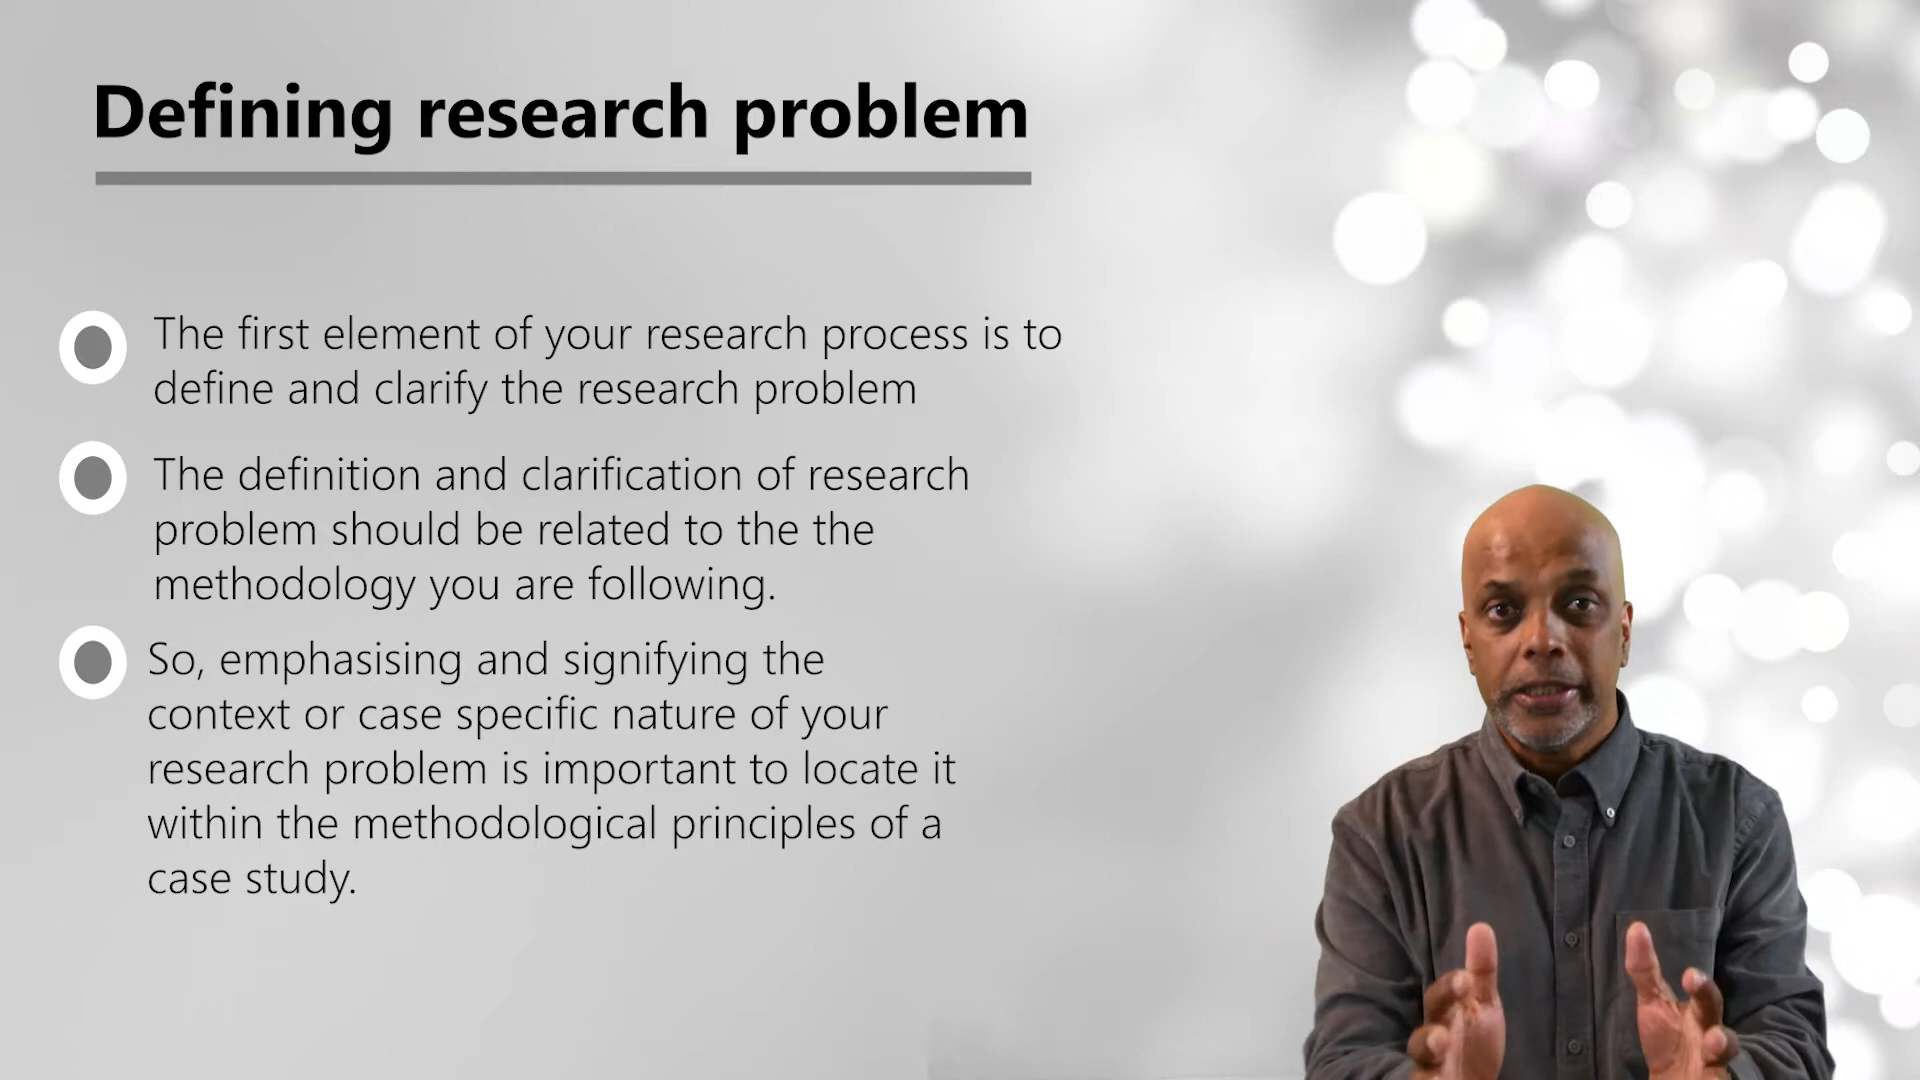 Defining research problem
The first element of your research process is to
define and clarify the research problem
The definition and clarification of research
problem should be related to the the
methodology you are following.
So, emphasising and signifying the
context or case specific nature of your
research problem is important to locate it
within the methodological principles of a
case study.